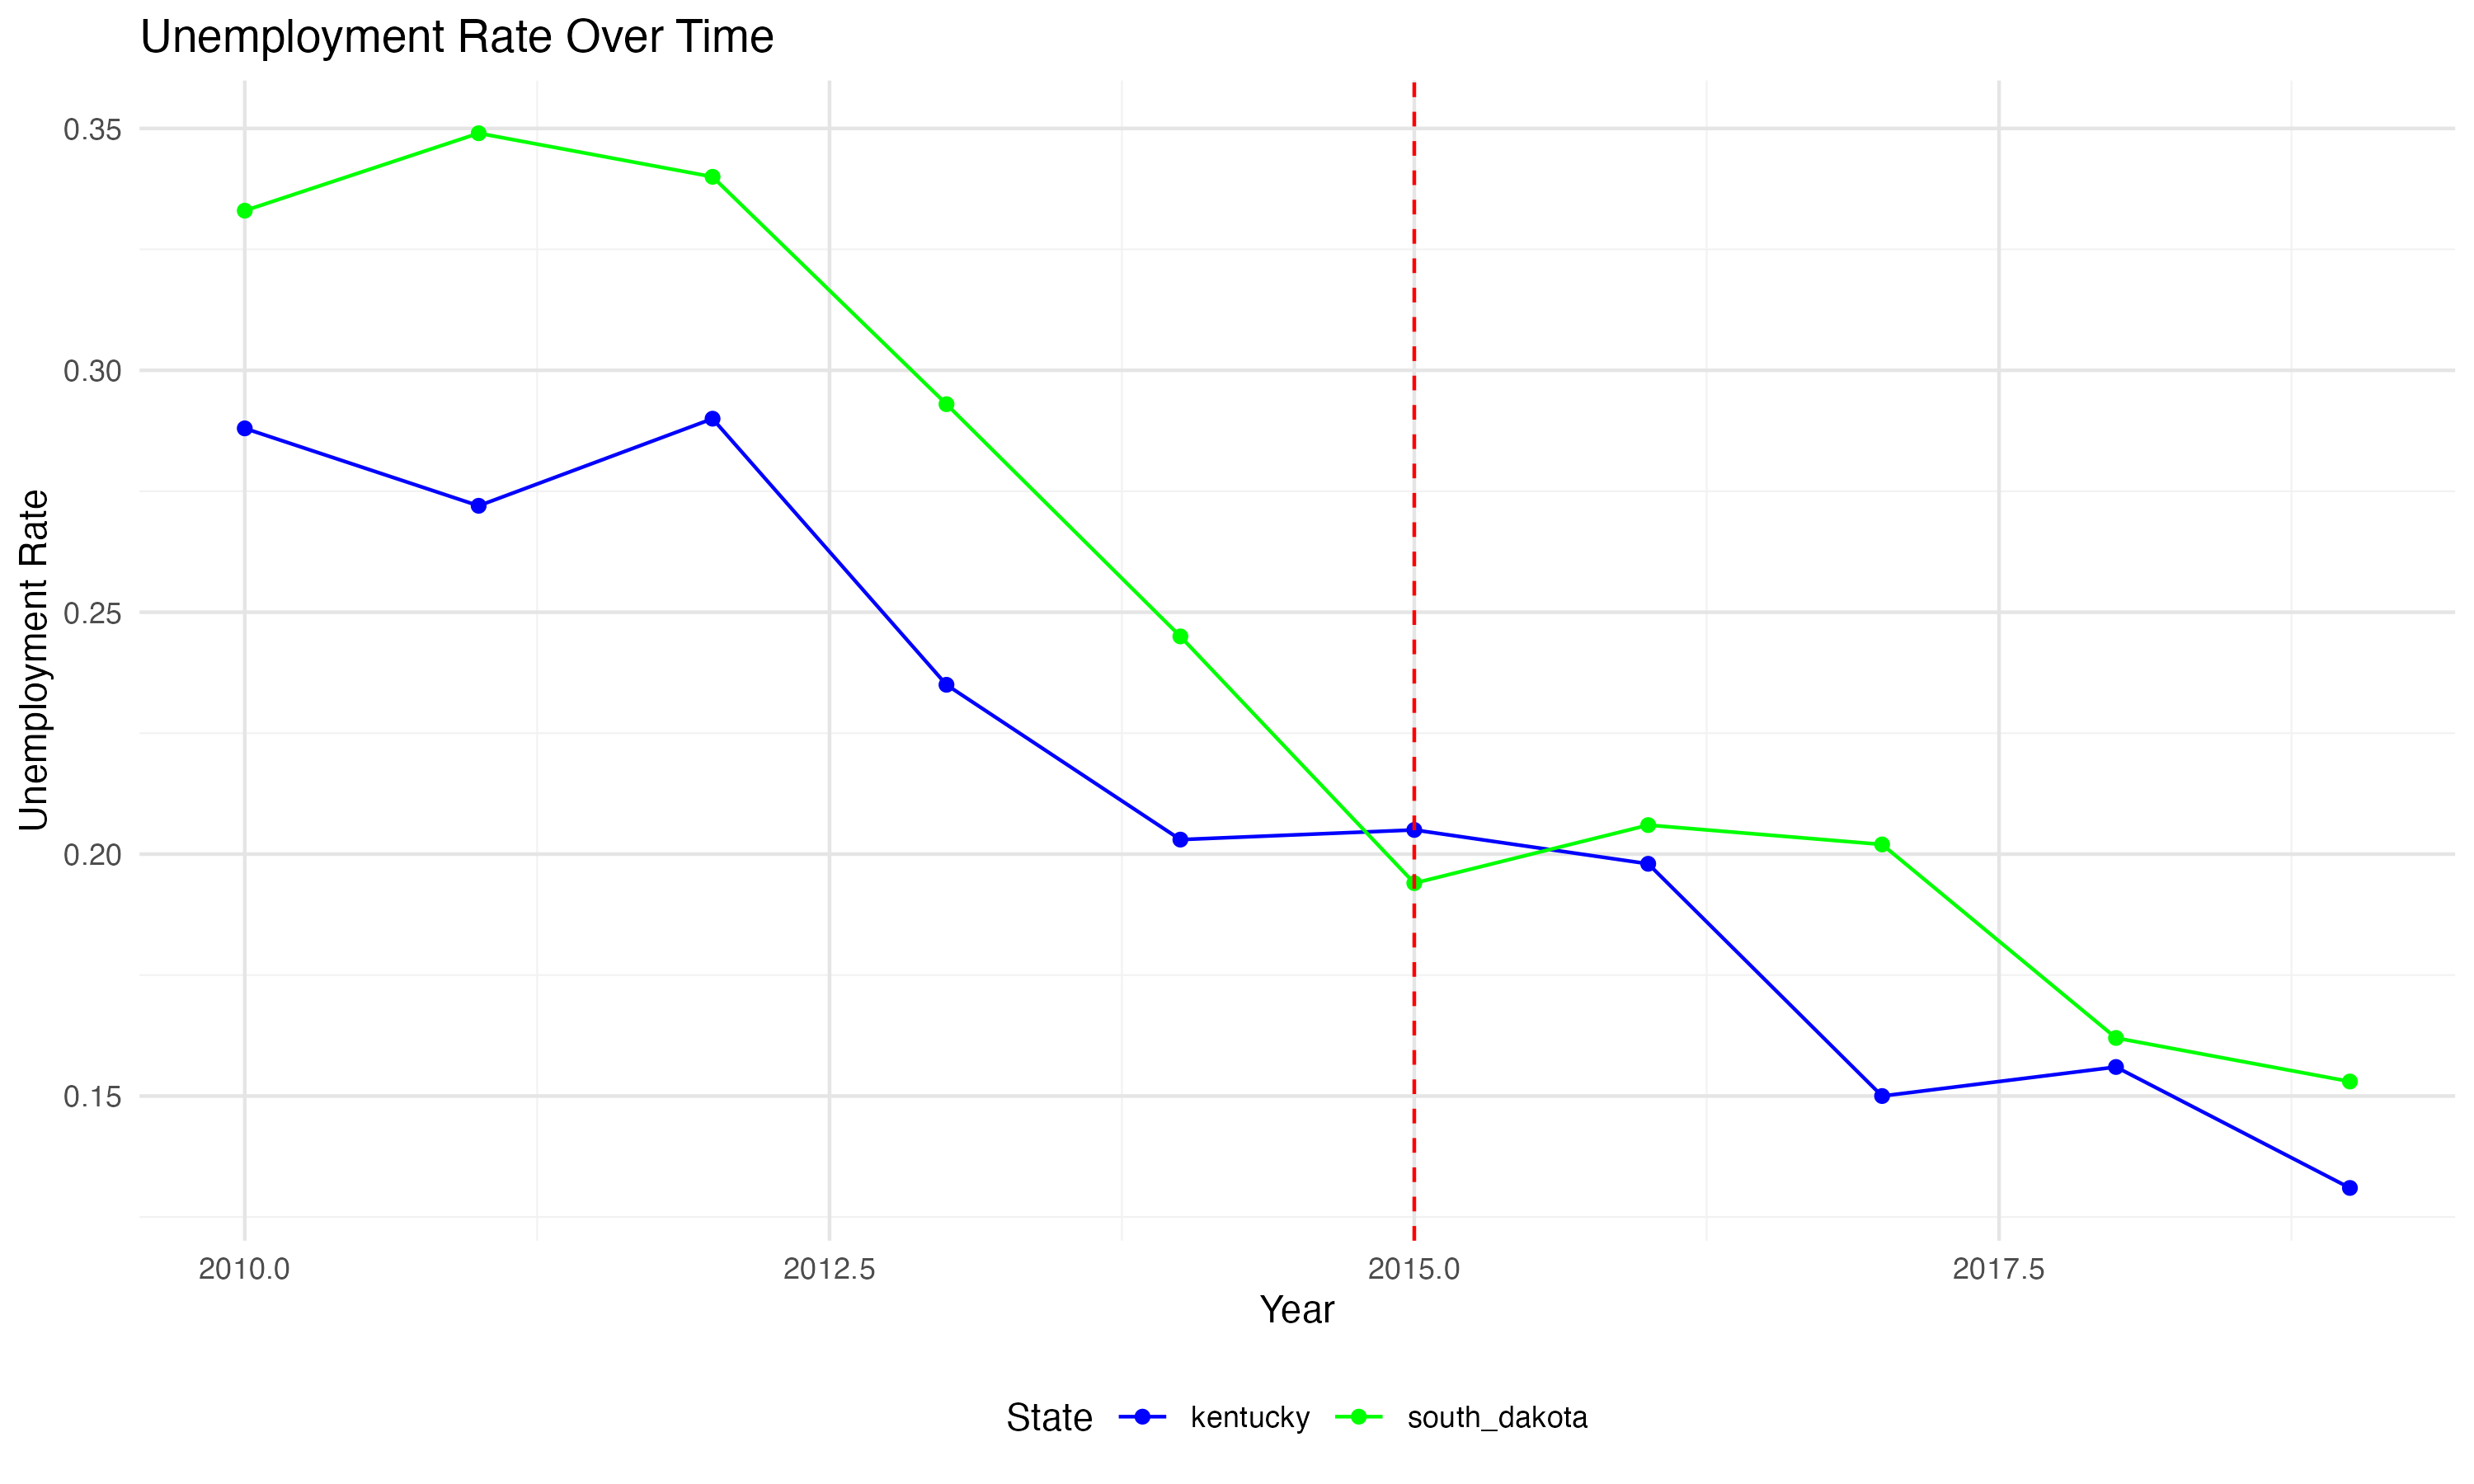 Unemployment Rate Over Time
Unemployment Rate
0.35
0.30
0.25
0.20
0.15
2010.0
2012.5
2015.0
2017.5
Year
State
kentucky
south_dakota